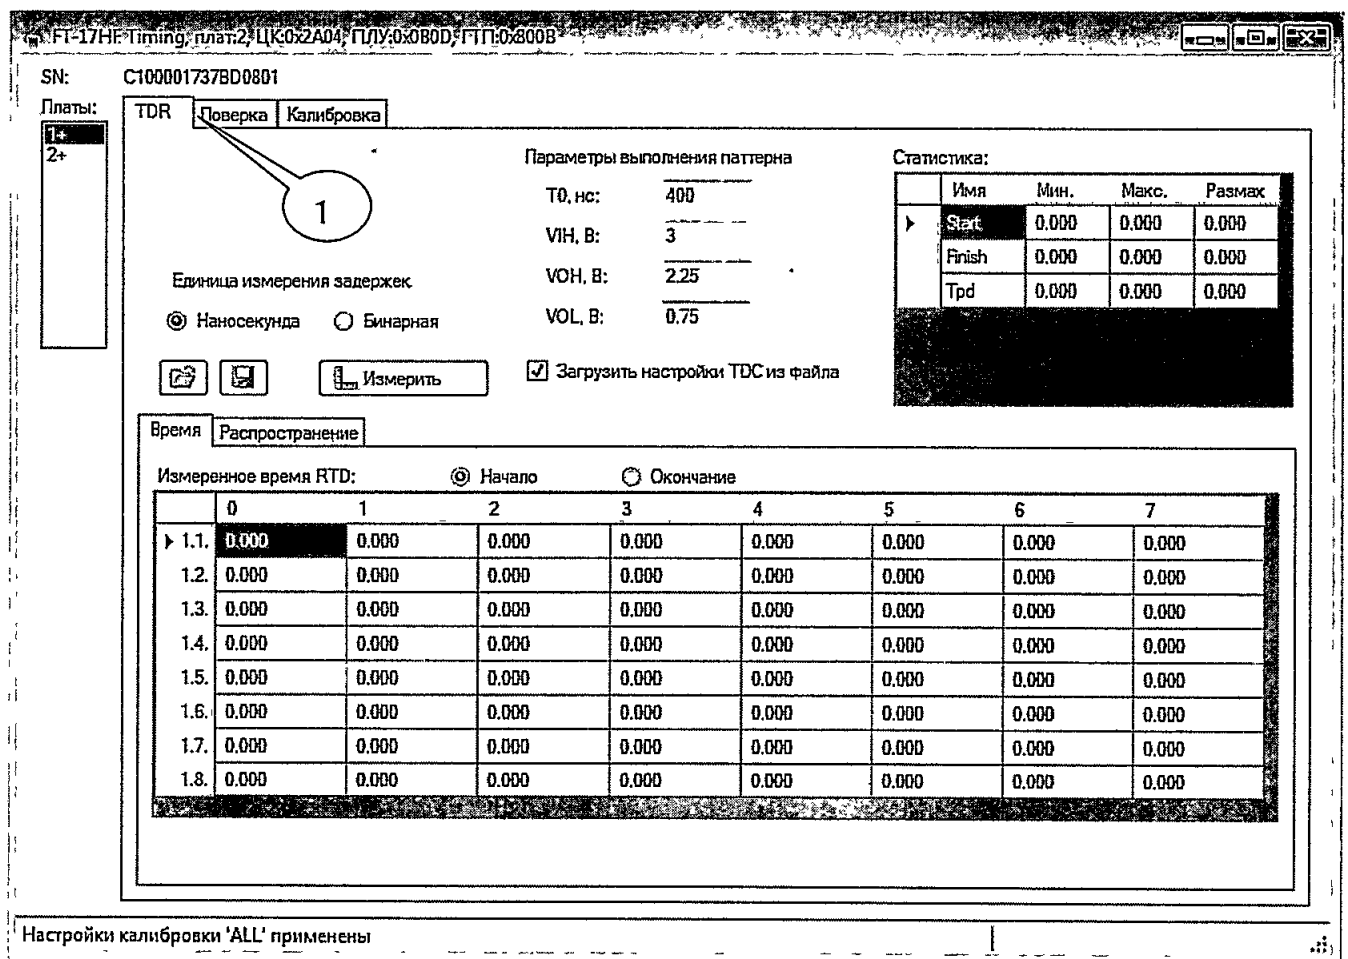 FT-17HF Timing, плат:2, ЦК:0x2A04, ПЛУ:0x0B0D, ГТП:0x800B
SN: C100001737BD0801
Платы:
1+
2+
TDR Поверка Калибровка
1
Параметры выполнения паттерна
T0, нс: 400
VIH, В: 3
VOH, В: 2,25
VOL, В: 0,75
Загрузить настройки TDC из файла
Статистика:
Имя Мин. Макс. Размах
Start 0.000 0.000 0.000
Finish 0.000 0.000 0.000
Tpd 0.000 0.000 0.000
Единица измерения задержек
Наносекунда Бинарная
Измерить
Время Распространение
Измеренное время RTD: Начало Окончание
0 1 2 3 4 5 6 7
1.1. 0.000 0.000 0.000 0.000 0.000 0.000 0.000 0.000
1.2. 0.000 0.000 0.000 0.000 0.000 0.000 0.000 0.000
1.3. 0.000 0.000 0.000 0.000 0.000 0.000 0.000 0.000
1.4. 0.000 0.000 0.000 0.000 0.000 0.000 0.000 0.000
1.5. 0.000 0.000 0.000 0.000 0.000 0.000 0.000 0.000
1.6. 0.000 0.000 0.000 0.000 0.000 0.000 0.000 0.000
1.7. 0.000 0.000 0.000 0.000 0.000 0.000 0.000 0.000
1.8. 0.000 0.000 0.000 0.000 0.000 0.000 0.000 0.000
Настройки калибровки 'ALL' применены